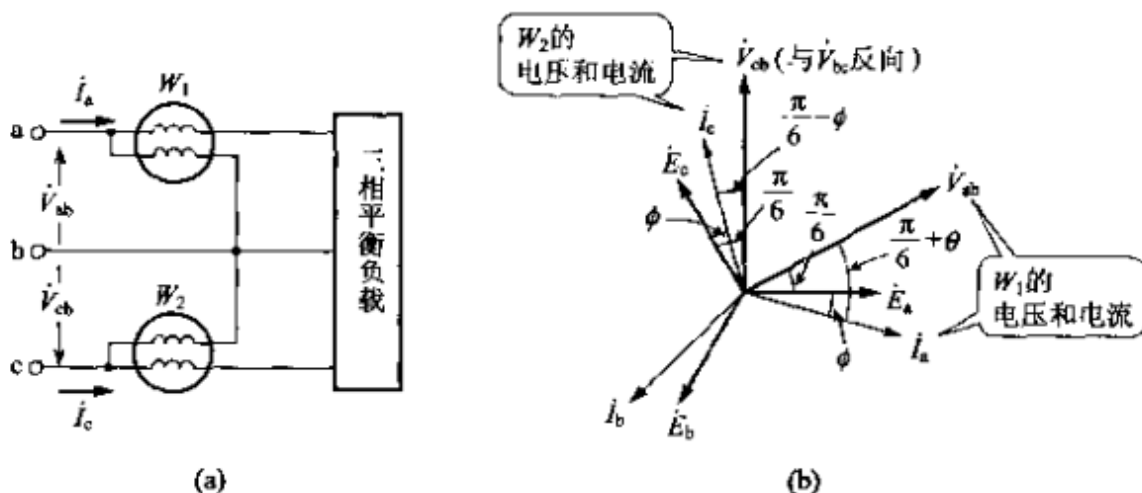 W₁
İₐ
a
V̇ab
b
V̇cb
W₂
c
İc
三相平衡负载
(a)
W₂的
电压和电流
V̇cb(与V̇bc反向)
İc
π/6−ϕ
Ėc
π/6
π/6
V̇ab
ϕ
π/6+θ
Ėa
W₁的
电压和电流
ϕ
İa
İb
Ėb
(b)